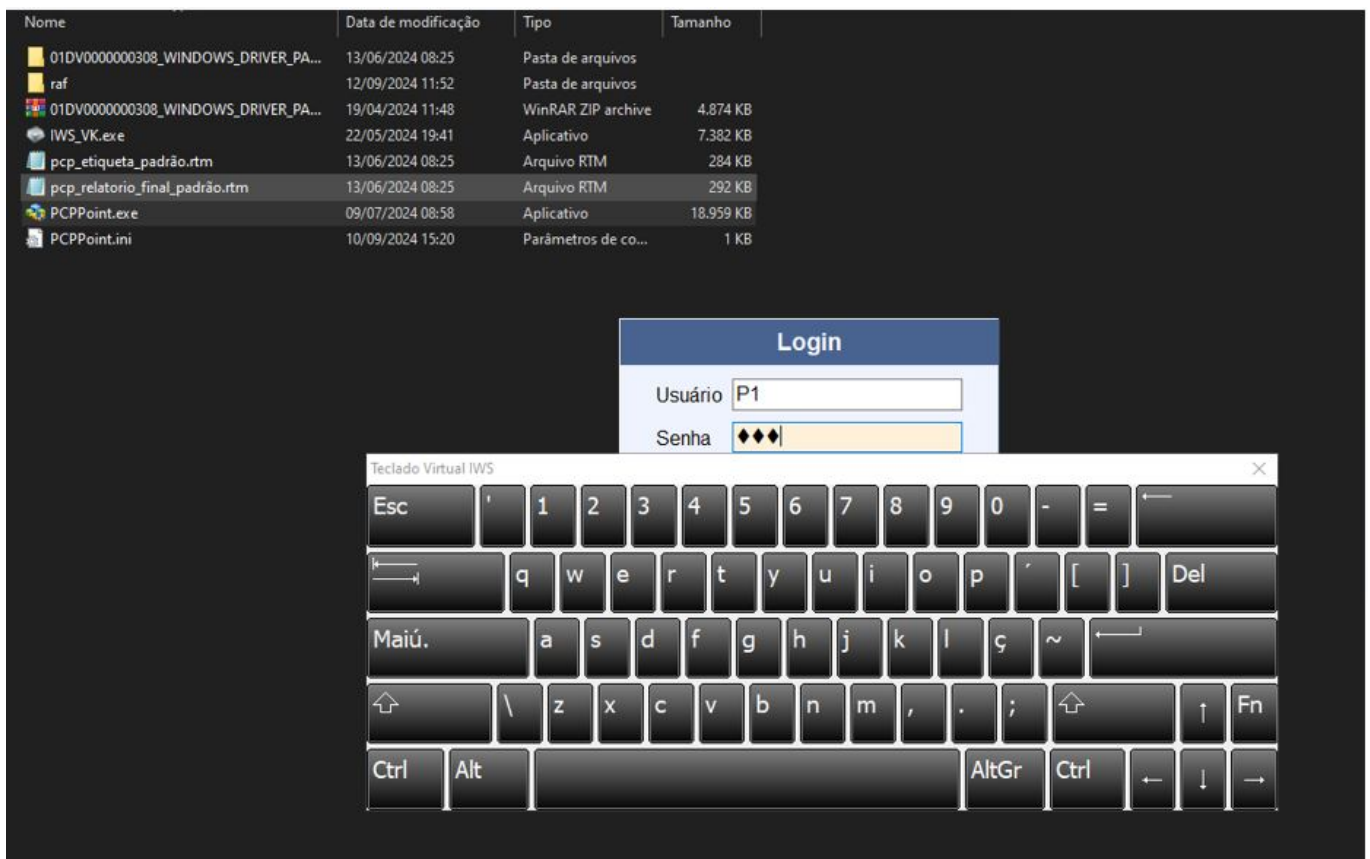 Nome Data de modificação Tipo Tamanho
01DV0000000308_WINDOWS_DRIVER_PA... 13/06/2024 08:25 Pasta de arquivos
raf 12/09/2024 11:52 Pasta de arquivos
01DV0000000308_WINDOWS_DRIVER_PA... 19/04/2024 11:48 WinRAR ZIP archive 4.874 KB
IWS_VK.exe 22/05/2024 19:41 Aplicativo 7.382 KB
pcp_etiqueta_padrão.rtm 13/06/2024 08:25 Arquivo RTM 284 KB
pcp_relatorio_final_padrão.rtm 13/06/2024 08:25 Arquivo RTM 292 KB
PCPPoint.exe 09/07/2024 08:58 Aplicativo 18.959 KB
PCPPoint.ini 10/09/2024 15:20 Parâmetros de co... 1 KB
Login
Usuário P1
Senha ♦♦♦
Teclado Virtual IWS
Esc ' 1 2 3 4 5 6 7 8 9 0 - = ←
q w e r t y u i o p ´ [ ] Del
Maiú. a s d f g h j k l ç ~
\ z x c v b n m , . ; ↑ Fn
Ctrl Alt AltGr Ctrl ← ↓ →